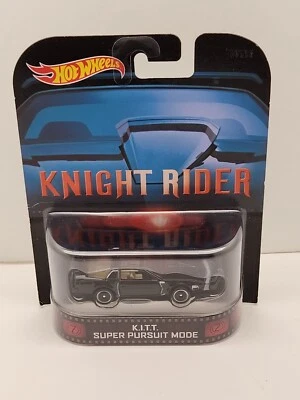 Hot Wheels
KNIGHT RIDER
K.I.T.T.
SUPER PURSUIT MODE